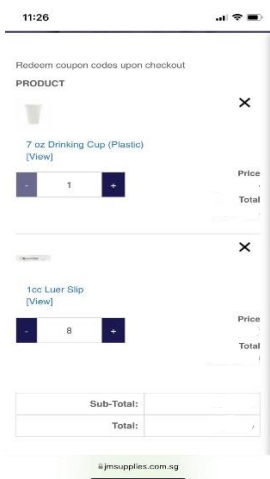 11:26
Redeem coupon codes upon checkout
PRODUCT
7 oz Drinking Cup (Plastic)
[View]
- 1 +
Price
Total
1cc Luer Slip
[View]
- 8 +
Price
Total
Sub-Total:
Total:
jmsupplies.com.sg